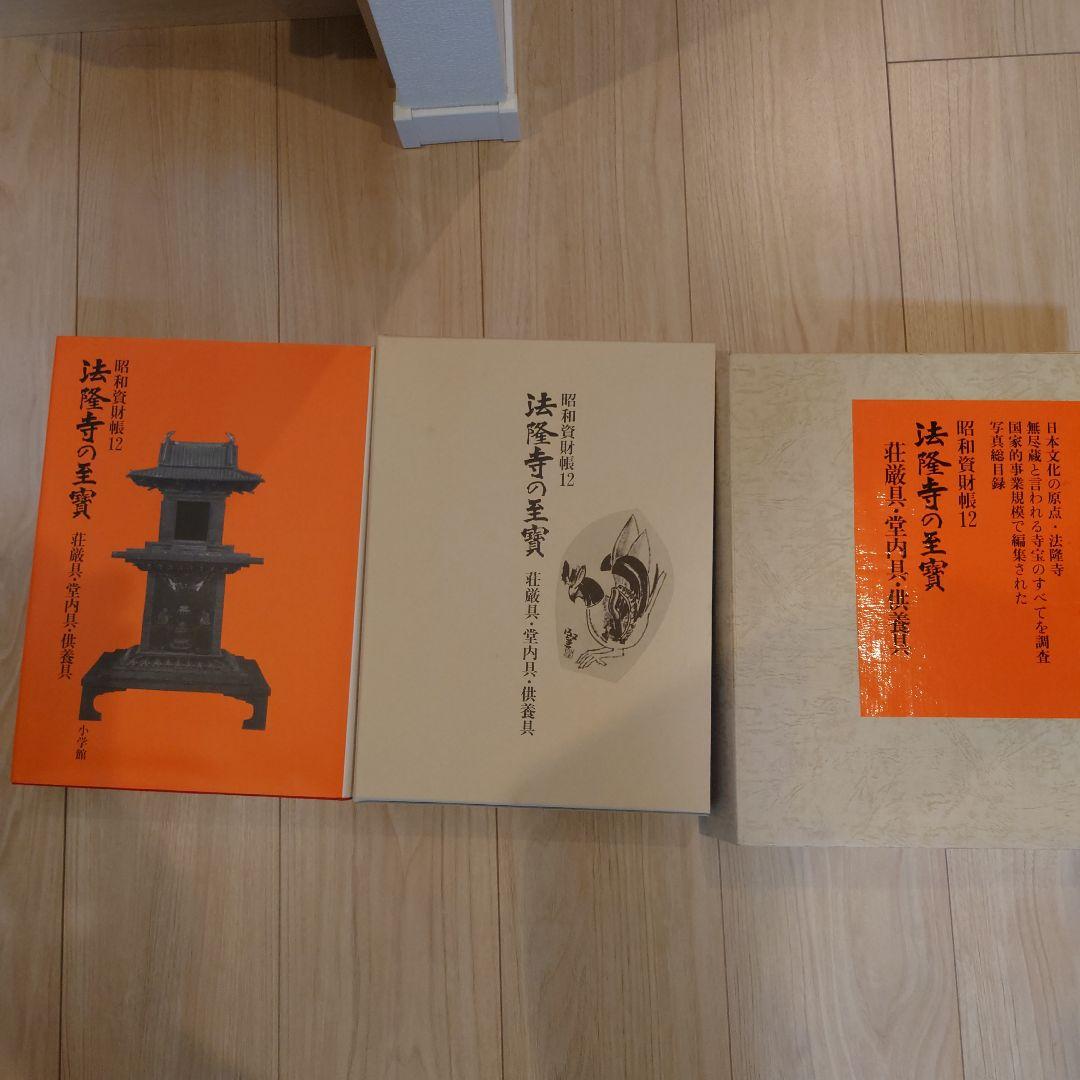 昭和資財帳12
法隆寺の至寶
荘厳具・堂内具・供養具
小学館
昭和資財帳12
法隆寺の至寶
荘厳具・堂内具・供養具
日本文化の原点・法隆寺
無尽蔵と言われる寺宝のすべてを調査
国家的事業規模で編集された
写真総目録
昭和資財帳12
法隆寺の至寶
荘厳具・堂内具・供養具